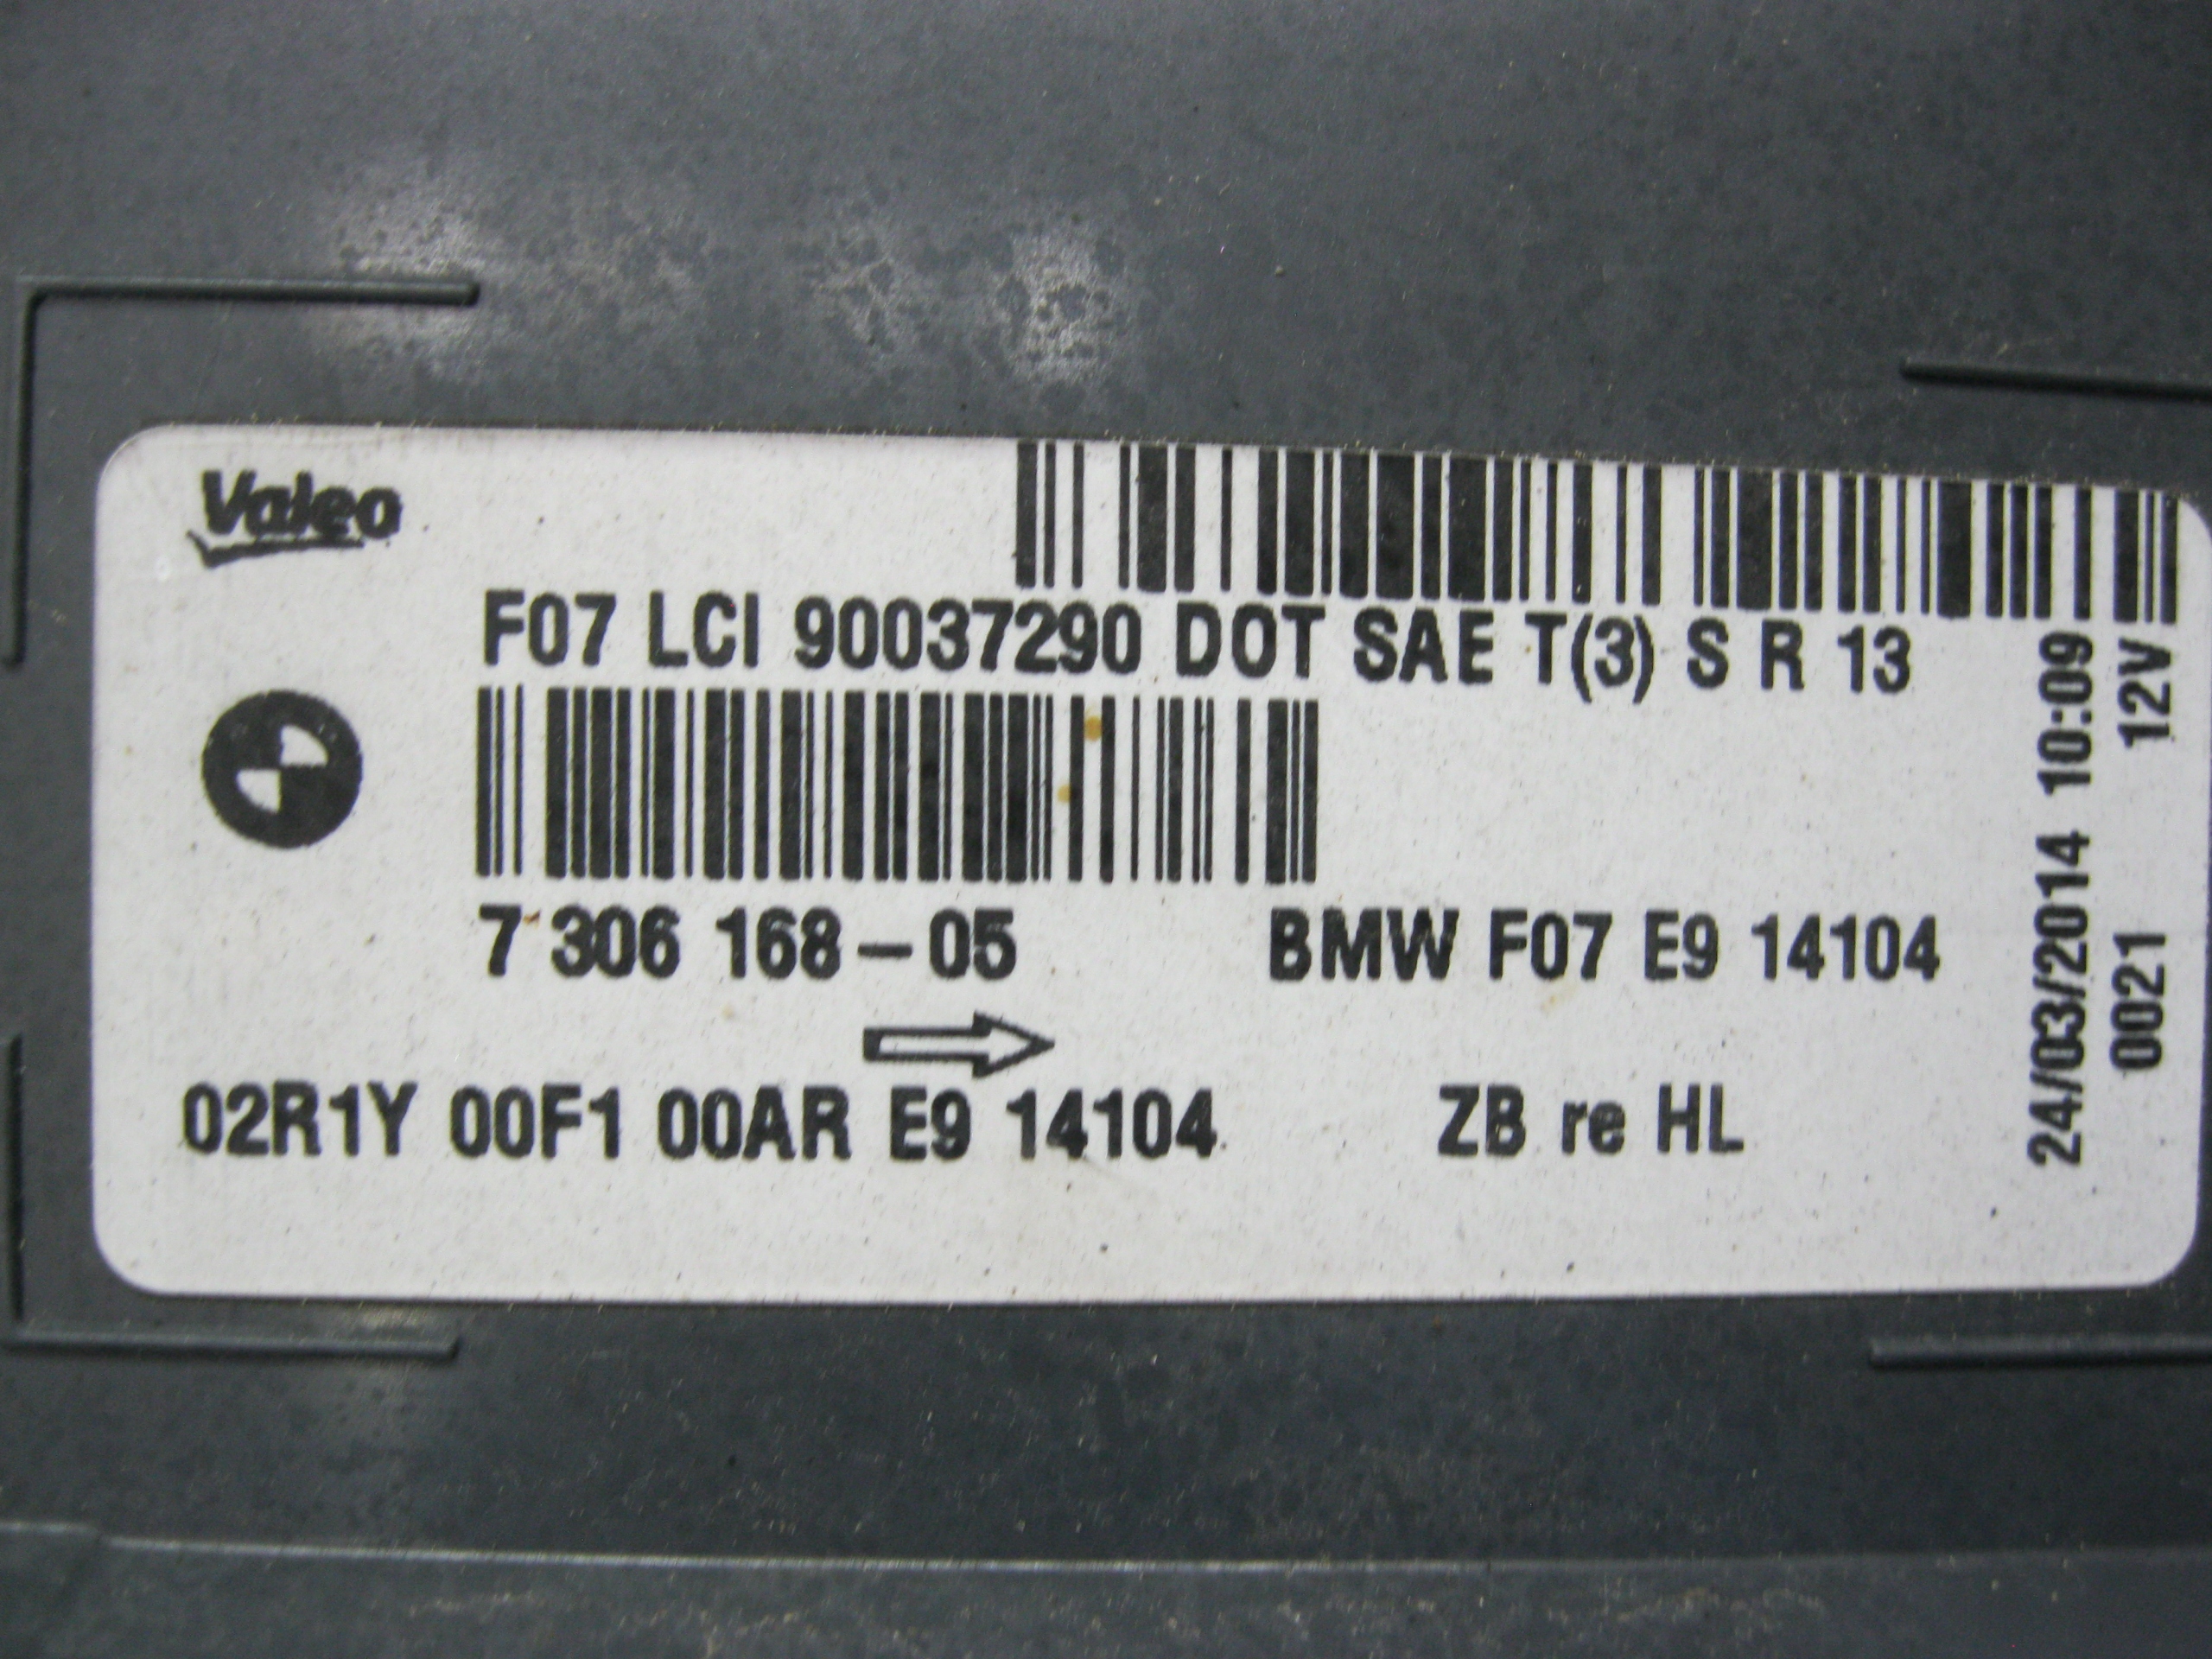 Valeo
F07 LCI 90037290 DOT SAE T(3) S R 13
7 306 168-05 BMW F07 E9 14104
02R1Y 00F1 00AR E9 14104 ZB re HL
24/03/2014 10:09
0021 12V